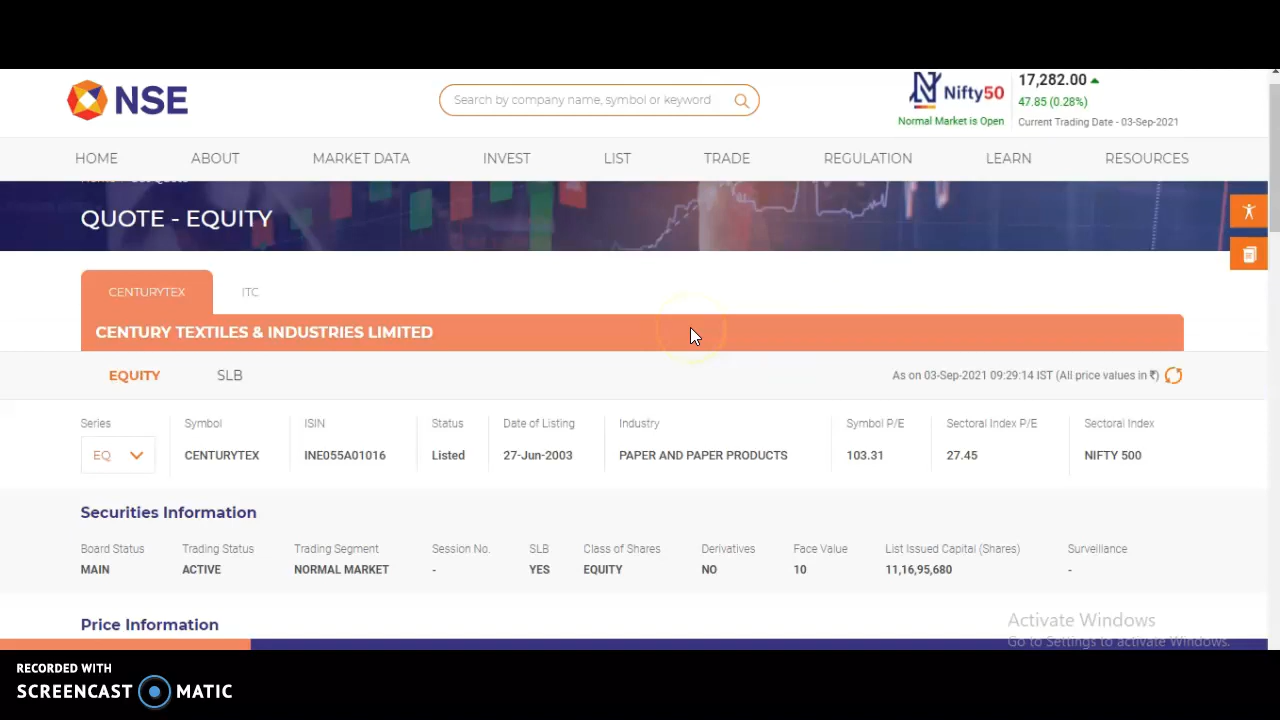 NSE
Search by company name, symbol or keyword
Nifty50
17,282.00
47.85 (0.28%)
Normal Market is Open
Current Trading Date - 03-Sep-2021
HOME ABOUT MARKET DATA INVEST LIST TRADE REGULATION LEARN RESOURCES
QUOTE - EQUITY
CENTURYTEX ITC
CENTURY TEXTILES & INDUSTRIES LIMITED
EQUITY SLB As on 03-Sep-2021 09:29:14 IST (All price values in ₹)
Series Symbol ISIN Status Date of Listing Industry Symbol P/E Sectoral Index P/E Sectoral Index
EQ CENTURYTEX INE055A01016 Listed 27-Jun-2003 PAPER AND PAPER PRODUCTS 103.31 27.45 NIFTY 500
Securities Information
Board Status Trading Status Trading Segment Session No. SLB Class of Shares Derivatives Face Value List Issued Capital (Shares) Surveillance
MAIN ACTIVE NORMAL MARKET - YES EQUITY NO 10 11,16,95,680 -
Price Information
Activate Windows
Go to Settings to activate Windows.
RECORDED WITH
SCREENCAST MATIC